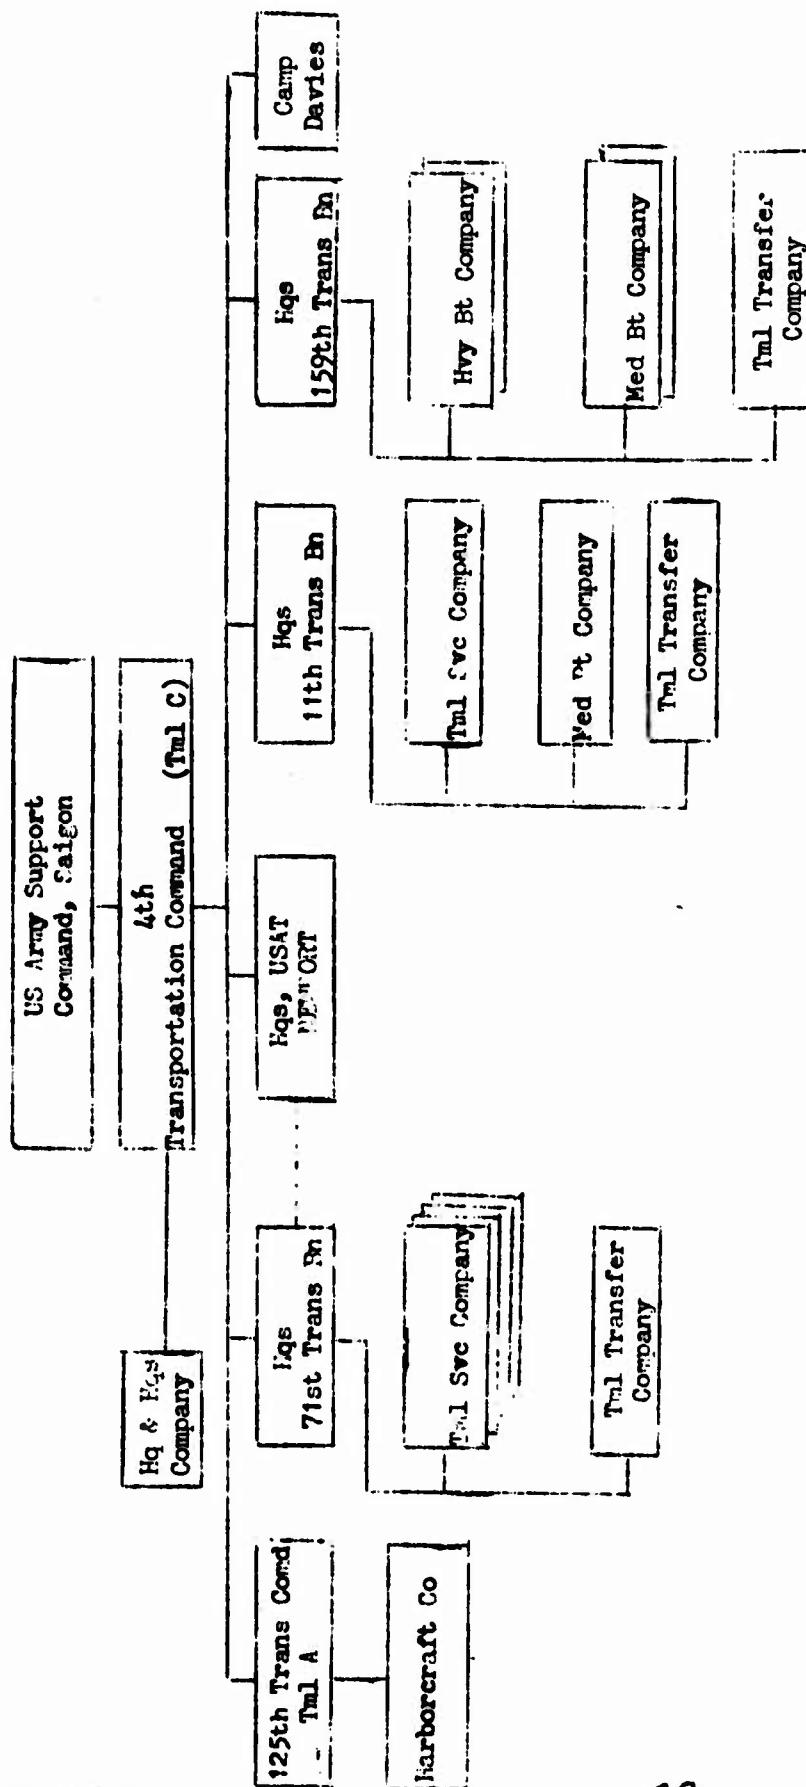 US Army Support
Command, Saigon
4th
Transportation Command (Tml C)
Hq & Hqs
Company
125th Trans Comd
Tml A
Harborcraft Co
Hqs
71st Trans Bn
Tml Svc Company
Tml Transfer
Company
Hqs, USAT
NEWPORT
Hqs
11th Trans Bn
Tml Svc Company
Med Bt Company
Tml Transfer
Company
Hqs
159th Trans Bn
Hvy Bt Company
Med Bt Company
Tml Transfer
Company
Camp
Davies